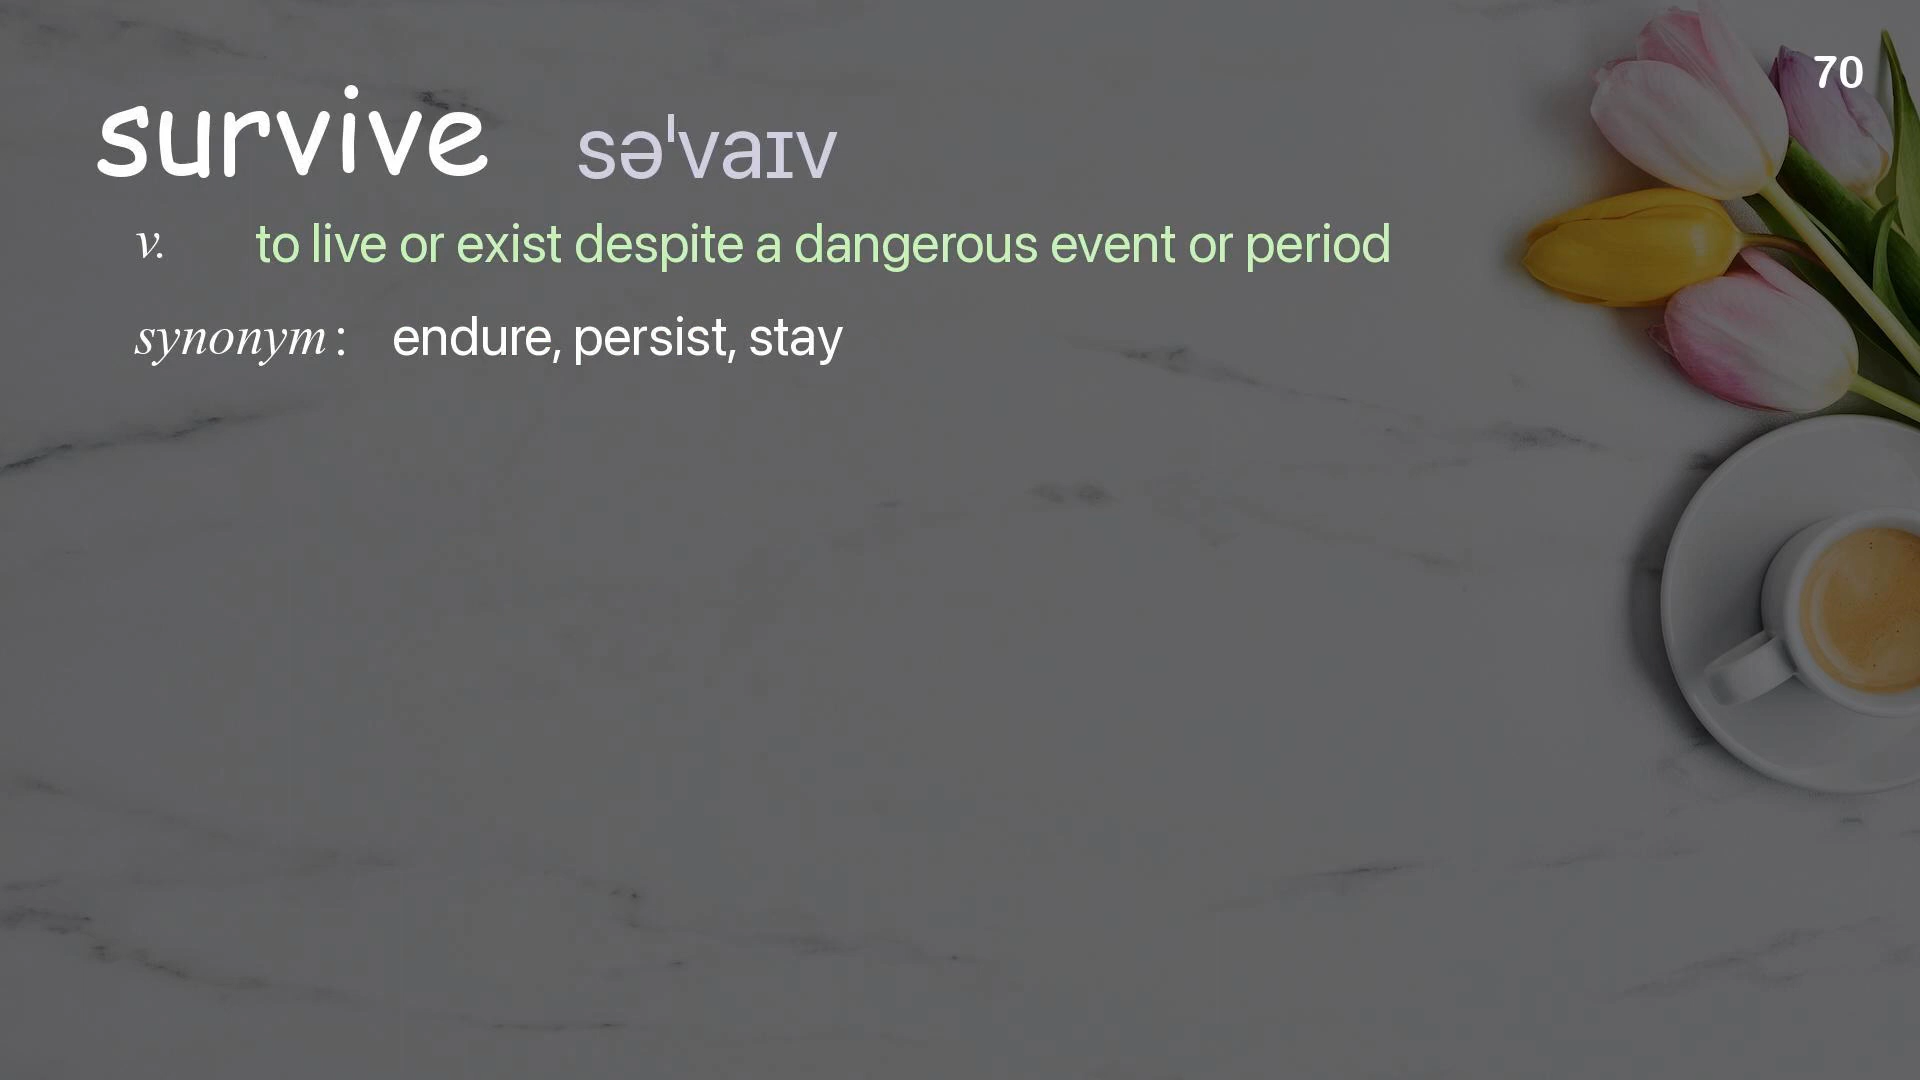 70
survive səˈvaɪv
v. to live or exist despite a dangerous event or period
synonym : endure, persist, stay